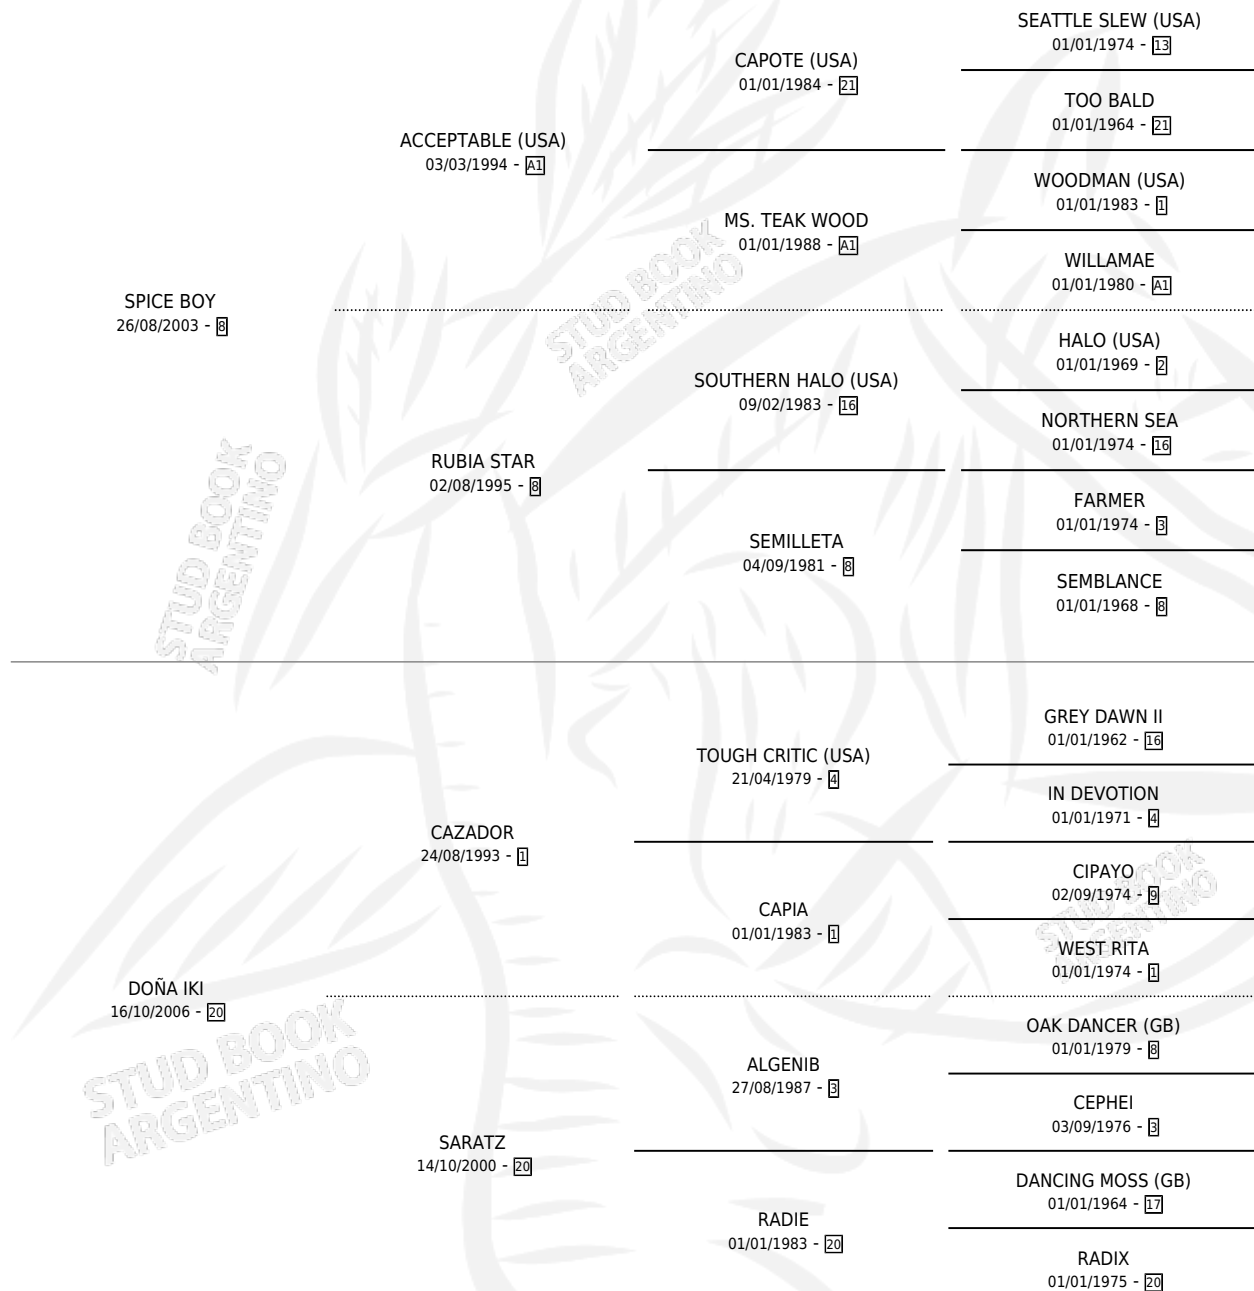 SEATTLE SLEW (USA)
01/01/1974 - 13
CAPOTE (USA)
01/01/1984 - 21
TOO BALD
01/01/1964 - 21
ACCEPTABLE (USA)
03/03/1994 - A1
WOODMAN (USA)
01/01/1983 - 1
MS. TEAK WOOD
01/01/1988 - A1
WILLAMAE
01/01/1980 - A1
SPICE BOY
26/08/2003 - 8
HALO (USA)
01/01/1969 - 2
SOUTHERN HALO (USA)
09/02/1983 - 16
NORTHERN SEA
01/01/1974 - 16
RUBIA STAR
02/08/1995 - 8
FARMER
01/01/1974 - 3
SEMILLETA
04/09/1981 - 8
SEMBLANCE
01/01/1968 - 8
GREY DAWN II
01/01/1962 - 16
TOUGH CRITIC (USA)
21/04/1979 - 4
IN DEVOTION
01/01/1971 - 4
CAZADOR
24/08/1993 - 1
CIPAYO
02/09/1974 - 9
CAPIA
01/01/1983 - 1
WEST RITA
01/01/1974 - 1
DOÑA IKI
16/10/2006 - 20
OAK DANCER (GB)
01/01/1979 - 8
ALGENIB
27/08/1987 - 3
CEPHEI
03/09/1976 - 3
SARATZ
14/10/2000 - 20
DANCING MOSS (GB)
01/01/1964 - 17
RADIE
01/01/1983 - 20
RADIX
01/01/1975 - 20
STUD BOOK
ARGENTINO
STUD BOOK
ARGENTINO
STUD BOOK
ARGENTINO
STUD BOOK
ARGENTINO